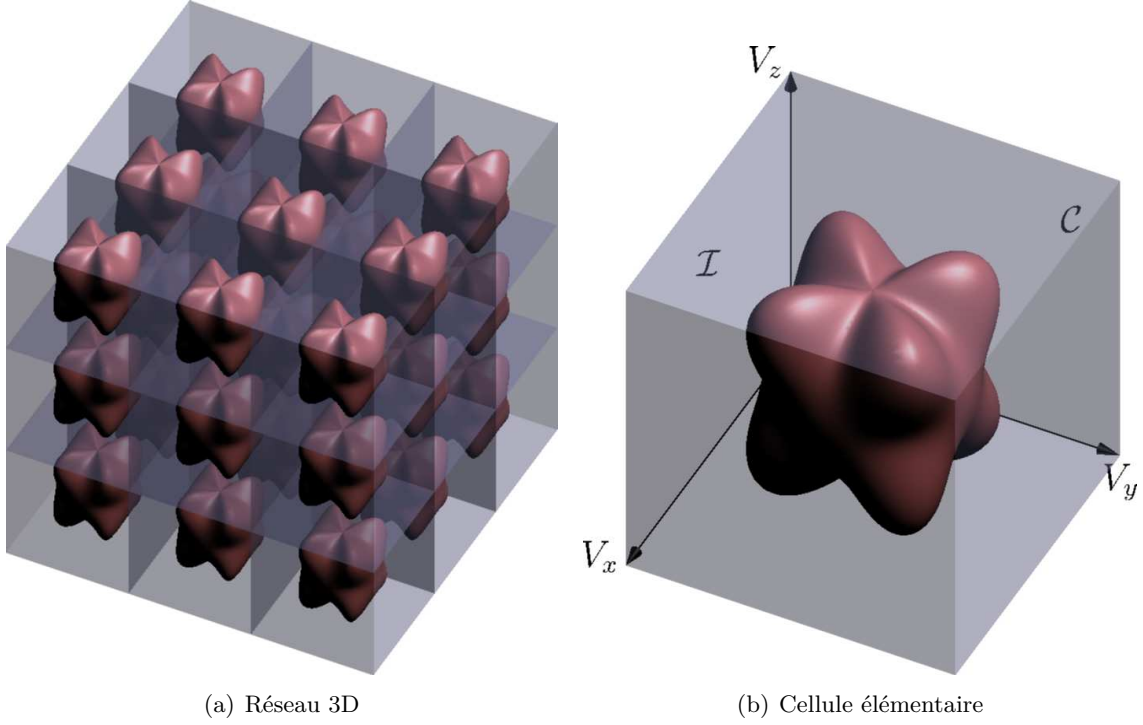 V_z
C
I
V_x
V_y
(a) Réseau 3D
(b) Cellule élémentaire